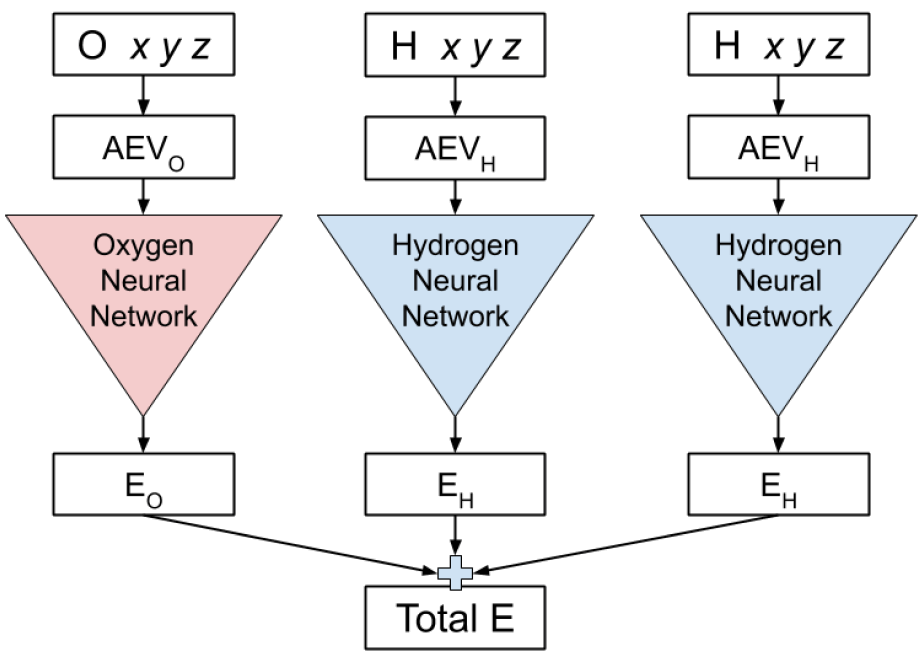 O x y z
H x y z
H x y z
AEV_O
AEV_H
AEV_H
Oxygen
Neural
Network
Hydrogen
Neural
Network
Hydrogen
Neural
Network
E_O
E_H
E_H
Total E